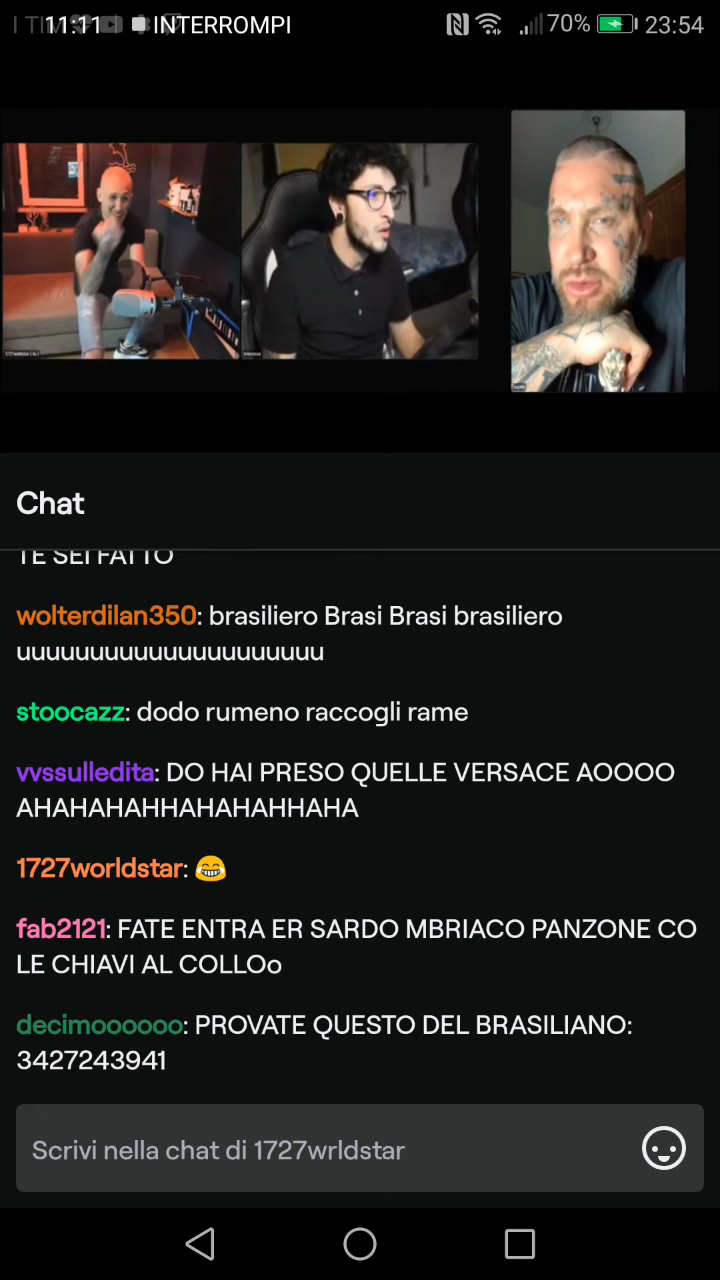 11:11 INTERROMPI 70% 23:54
Chat
TE SEI FATTO
wolterdilan350: brasiliero Brasi Brasi brasiliero
uuuuuuuuuuuuuuuuuuuuu
stoocazz: dodo rumeno raccogli rame
vvssulledita: DO HAI PRESO QUELLE VERSACE AOOOO
AHAHAHAHHAHAHAHHAHA
1727worldstar: 😂
fab2121: FATE ENTRA ER SARDO MBRIACO PANZONE CO
LE CHIAVI AL COLLOo
decimoooooo: PROVATE QUESTO DEL BRASILIANO:
3427243941
Scrivi nella chat di 1727wrldstar